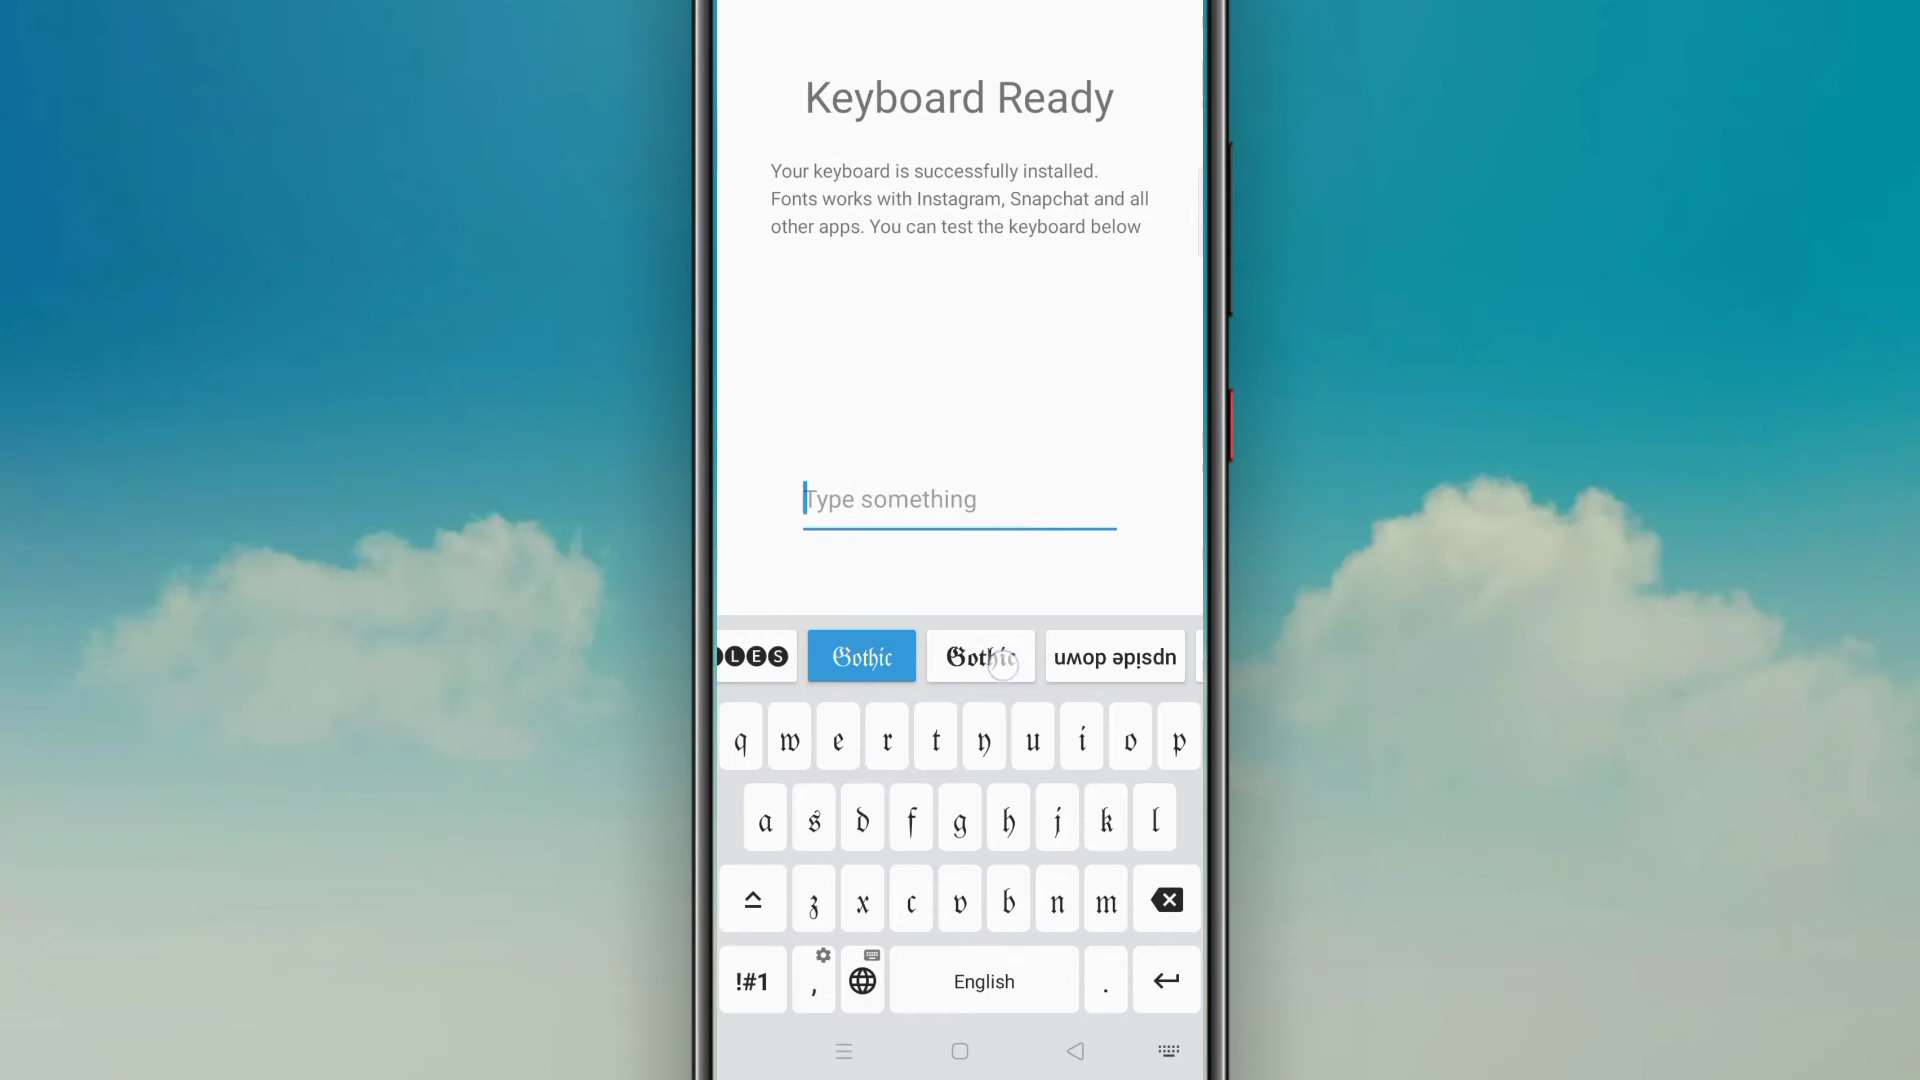 Keyboard Ready
Your keyboard is successfully installed.
Fonts works with Instagram, Snapchat and all
other apps. You can test the keyboard below
Type something
🅛🅔🅢 𝔊𝔬𝔱𝔥𝔦𝔠 𝕲𝖔𝖙𝖍𝖎𝖈 uʍop ǝpısdn
𝔮 𝔴 𝔢 𝔯 𝔱 𝔶 𝔲 𝔦 𝔬 𝔭
𝔞 𝔰 𝔡 𝔣 𝔤 𝔥 𝔧 𝔨 𝔩
𝔷 𝔵 𝔠 𝔳 𝔟 𝔫 𝔪
!#1 , English .